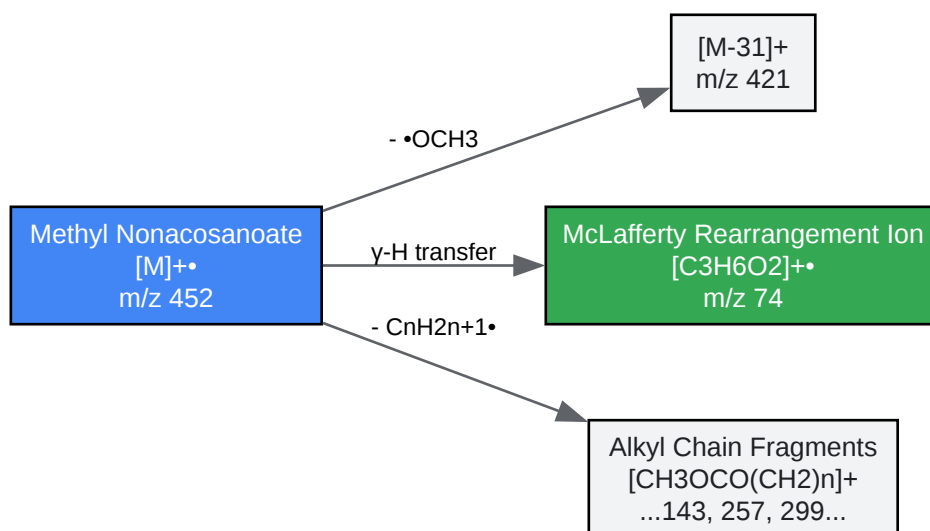 [M-31]+
m/z 421
- •OCH3
Methyl Nonacosanoate
[M]+•
m/z 452
γ-H transfer
McLafferty Rearrangement Ion
[C3H6O2]+•
m/z 74
- CnH2n+1•
Alkyl Chain Fragments
[CH3OCO(CH2)n]+
...143, 257, 299...